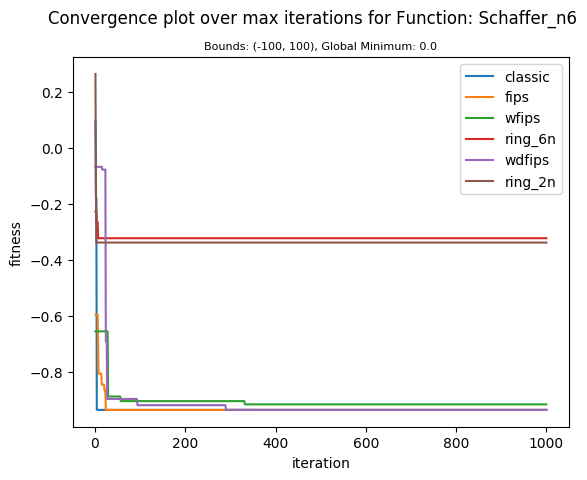 Convergence plot over max iterations for Function: Schaffer_n6
Bounds: (-100, 100), Global Minimum: 0.0
classic
fips
wfips
ring_6n
wdfips
ring_2n
0.2
0.0
−0.2
−0.4
−0.6
−0.8
fitness
0
200
400
600
800
1000
iteration